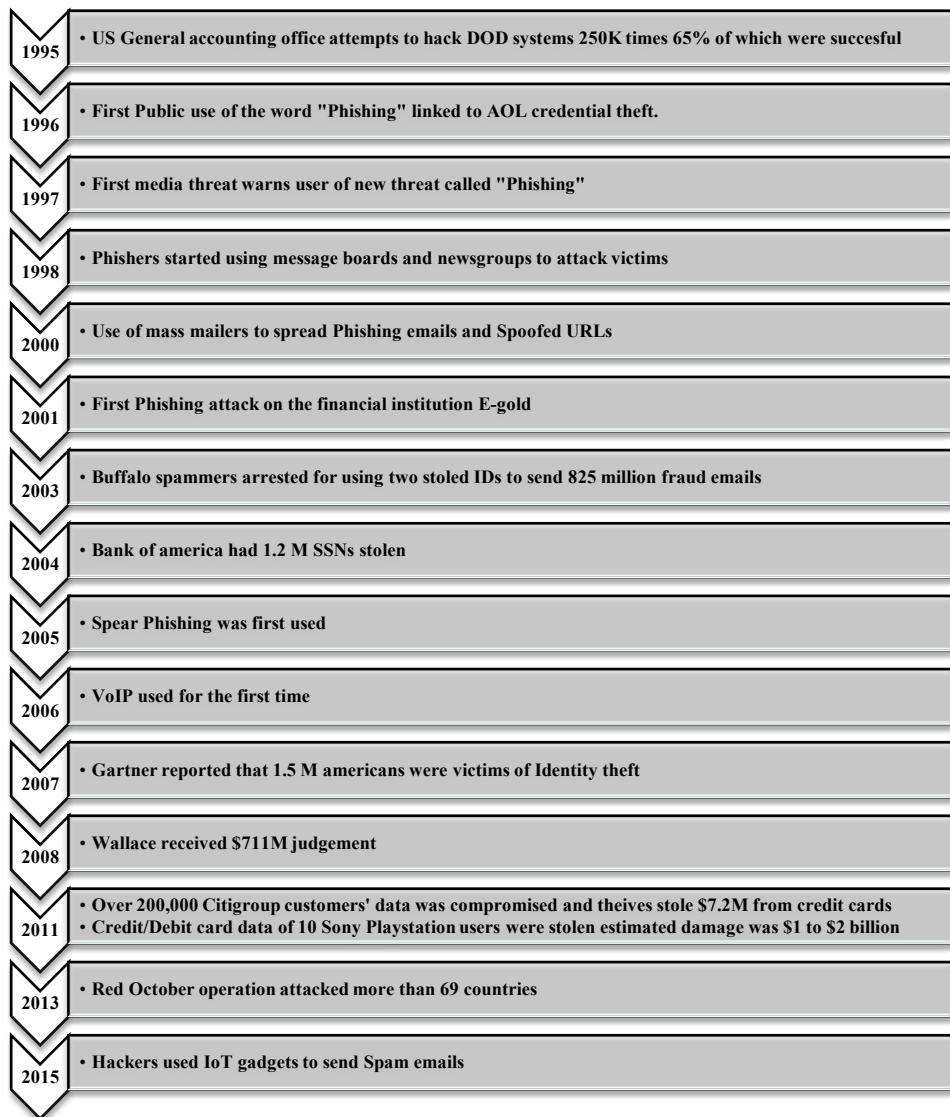 1995
• US General accounting office attempts to hack DOD systems 250K times 65% of which were succesful
1996
• First Public use of the word "Phishing" linked to AOL credential theft.
1997
• First media threat warns user of new threat called "Phishing"
1998
• Phishers started using message boards and newsgroups to attack victims
2000
• Use of mass mailers to spread Phishing emails and Spoofed URLs
2001
• First Phishing attack on the financial institution E-gold
2003
• Buffalo spammers arrested for using two stoled IDs to send 825 million fraud emails
2004
• Bank of america had 1.2 M SSNs stolen
2005
• Spear Phishing was first used
2006
• VoIP used for the first time
2007
• Gartner reported that 1.5 M americans were victims of Identity theft
2008
• Wallace received $711M judgement
2011
• Over 200,000 Citigroup customers' data was compromised and theives stole $7.2M from credit cards
• Credit/Debit card data of 10 Sony Playstation users were stolen estimated damage was $1 to $2 billion
2013
• Red October operation attacked more than 69 countries
2015
• Hackers used IoT gadgets to send Spam emails